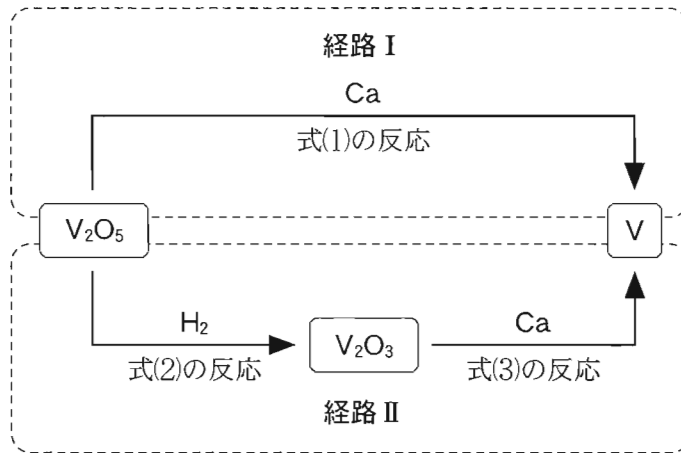 経路 Ⅰ
Ca
式(1)の反応
V₂O₅
V
H₂
V₂O₃
Ca
式(2)の反応
式(3)の反応
経路 Ⅱ